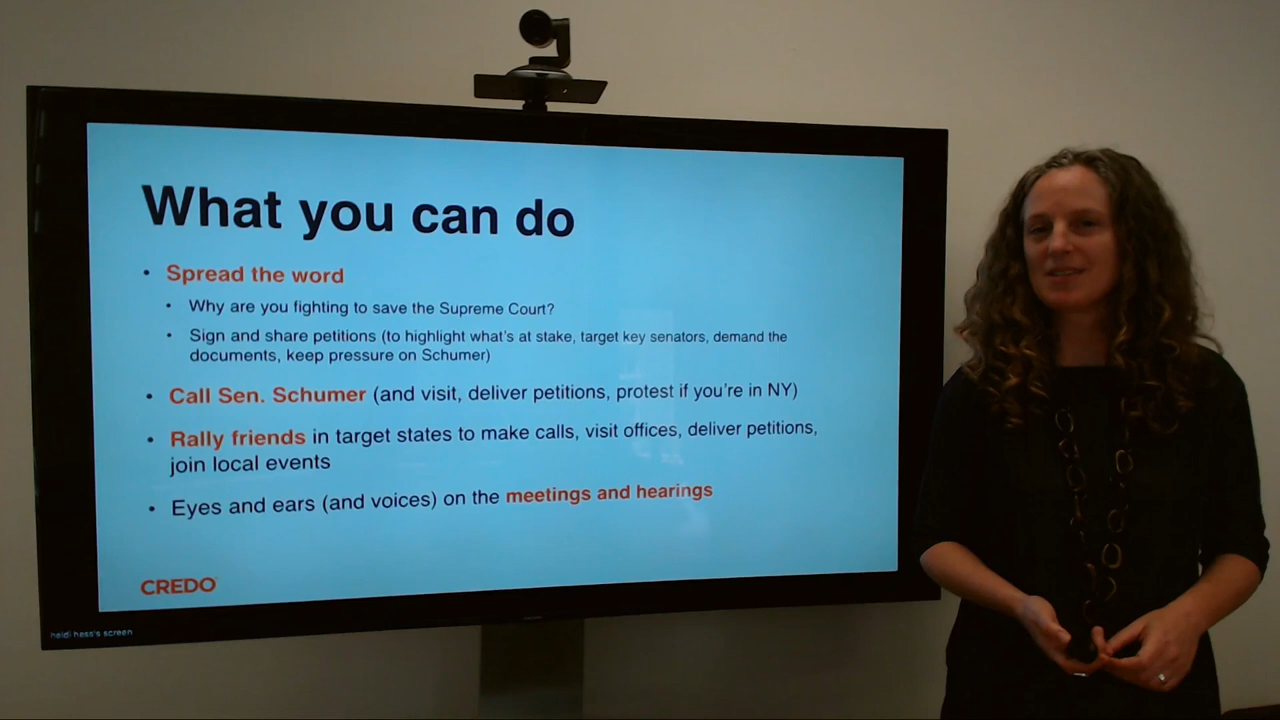 What you can do
• Spread the word
• Why are you fighting to save the Supreme Court?
• Sign and share petitions (to highlight what's at stake, target key senators, demand the
documents, keep pressure on Schumer)
• Call Sen. Schumer (and visit, deliver petitions, protest if you're in NY)
• Rally friends in target states to make calls, visit offices, deliver petitions,
join local events
• Eyes and ears (and voices) on the meetings and hearings
CREDO
heidi hess's screen